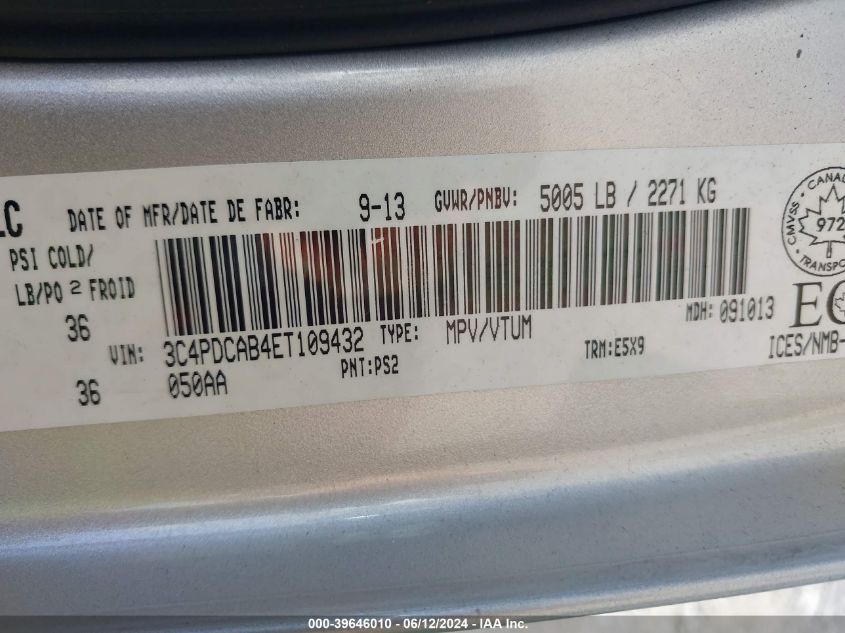 LC DATE OF MFR/DATE DE FABR: 9-13 GVWR/PNBV: 5005 LB / 2271 KG
PSI COLD/
LB/PO 2 FROID
36
VIN: 3C4PDCAB4ET109432 TYPE: MPV/VTUM MDH: 091013
PNT:PS2 TRM:E5X9
36 050AA
CMVSS
CANAD
972
TRANSPO
EC
ICES/NMB-
000-39646010 - 06/12/2024 - IAA Inc.